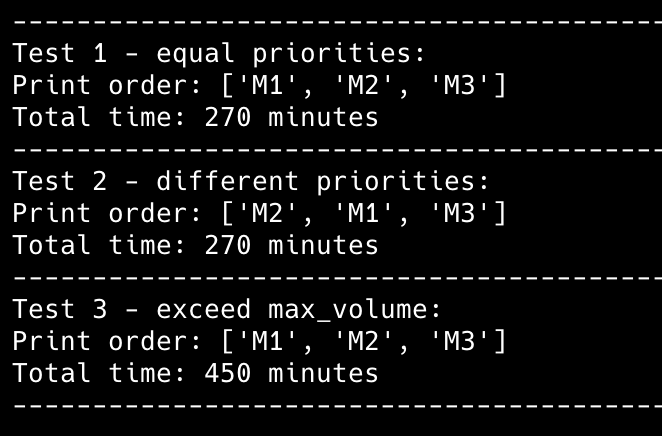 -----------------------------------------
Test 1 - equal priorities:
Print order: ['M1', 'M2', 'M3']
Total time: 270 minutes
-----------------------------------------
Test 2 - different priorities:
Print order: ['M2', 'M1', 'M3']
Total time: 270 minutes
-----------------------------------------
Test 3 - exceed max_volume:
Print order: ['M1', 'M2', 'M3']
Total time: 450 minutes
-----------------------------------------